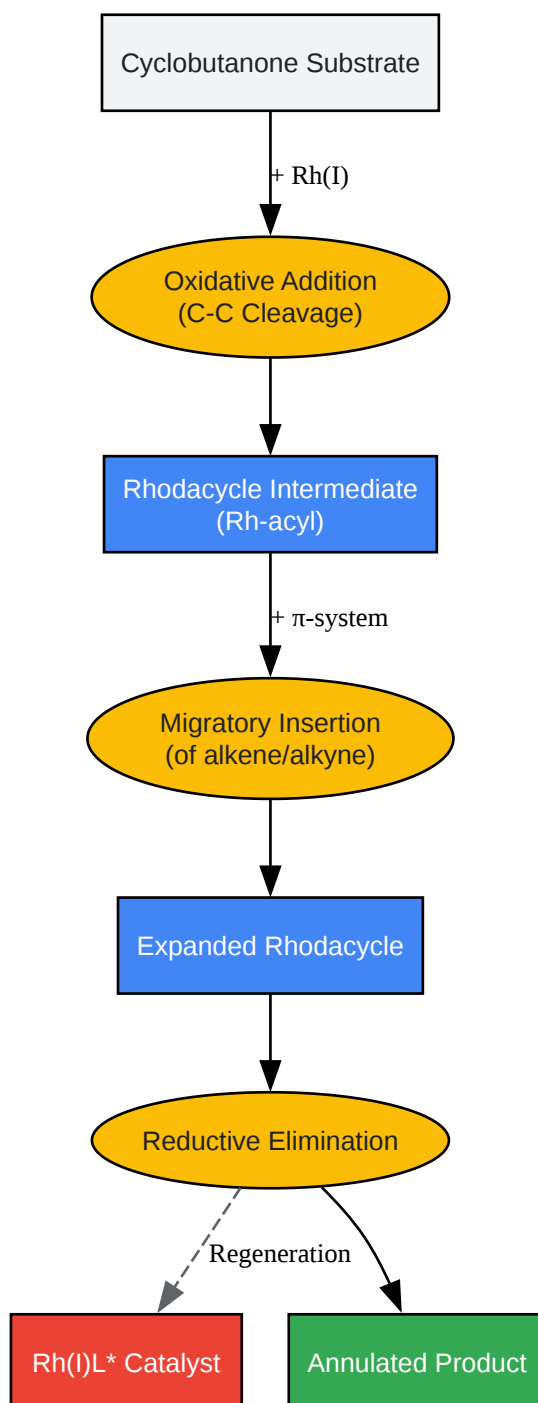 Cyclobutanone Substrate
+ Rh(I)
Oxidative Addition
(C-C Cleavage)
Rhodacycle Intermediate
(Rh-acyl)
+ π-system
Migratory Insertion
(of alkene/alkyne)
Expanded Rhodacycle
Reductive Elimination
Regeneration
Rh(I)L* Catalyst
Annulated Product